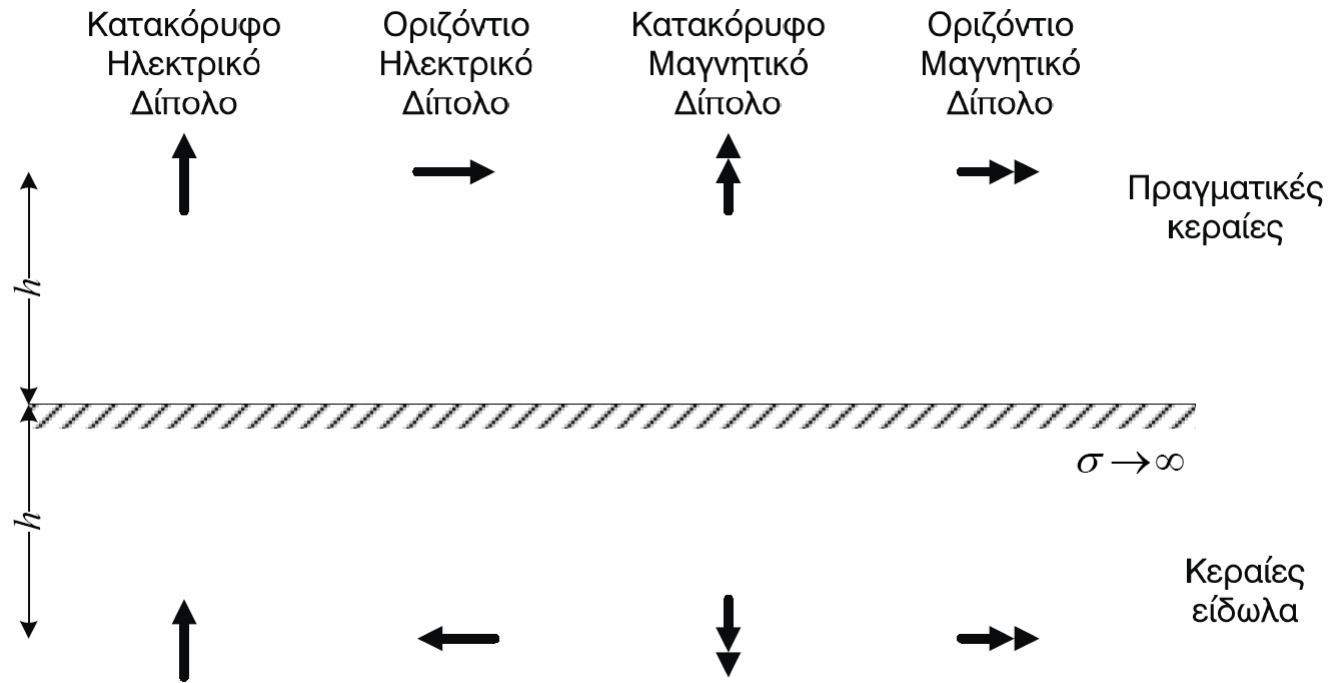 Κατακόρυφο
Ηλεκτρικό
Δίπολο
Οριζόντιο
Ηλεκτρικό
Δίπολο
Κατακόρυφο
Μαγνητικό
Δίπολο
Οριζόντιο
Μαγνητικό
Δίπολο
Πραγματικές
κεραίες
h
σ → ∞
h
Κεραίες
είδωλα